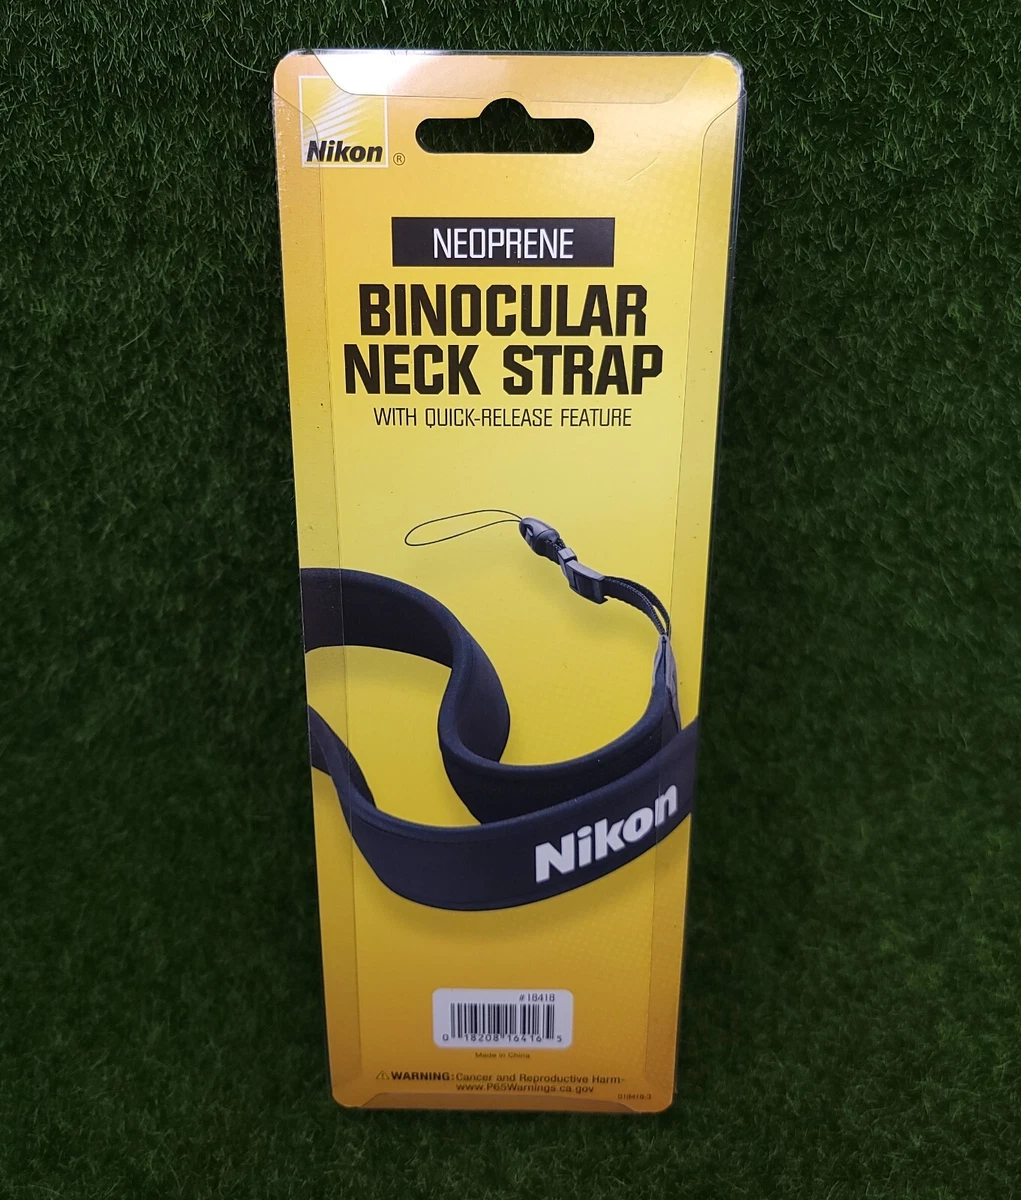 Nikon ®
NEOPRENE
BINOCULAR
NECK STRAP
WITH QUICK-RELEASE FEATURE
Nikon
#16416
0 18208 16416 5
Made in China
⚠WARNING: Cancer and Reproductive Harm-
www.P65Warnings.ca.gov